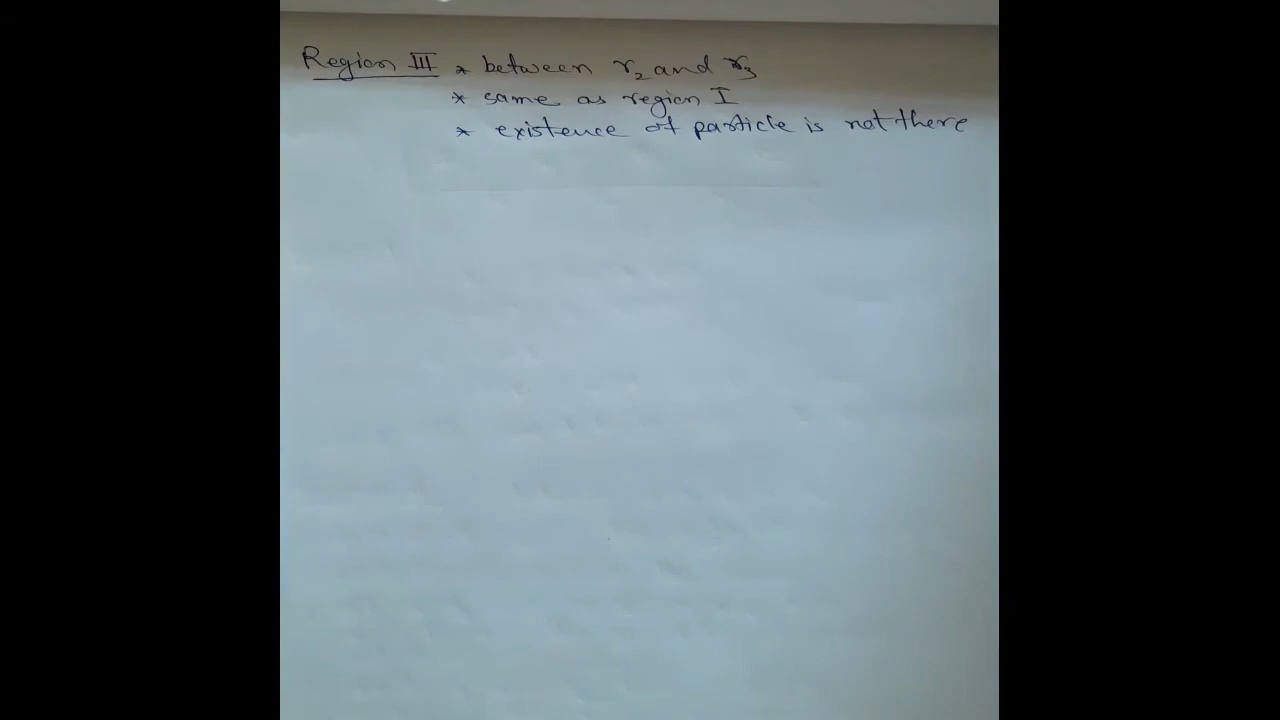 Region III * between r₂ and r₃
* same as region I
* existence of particle is not there